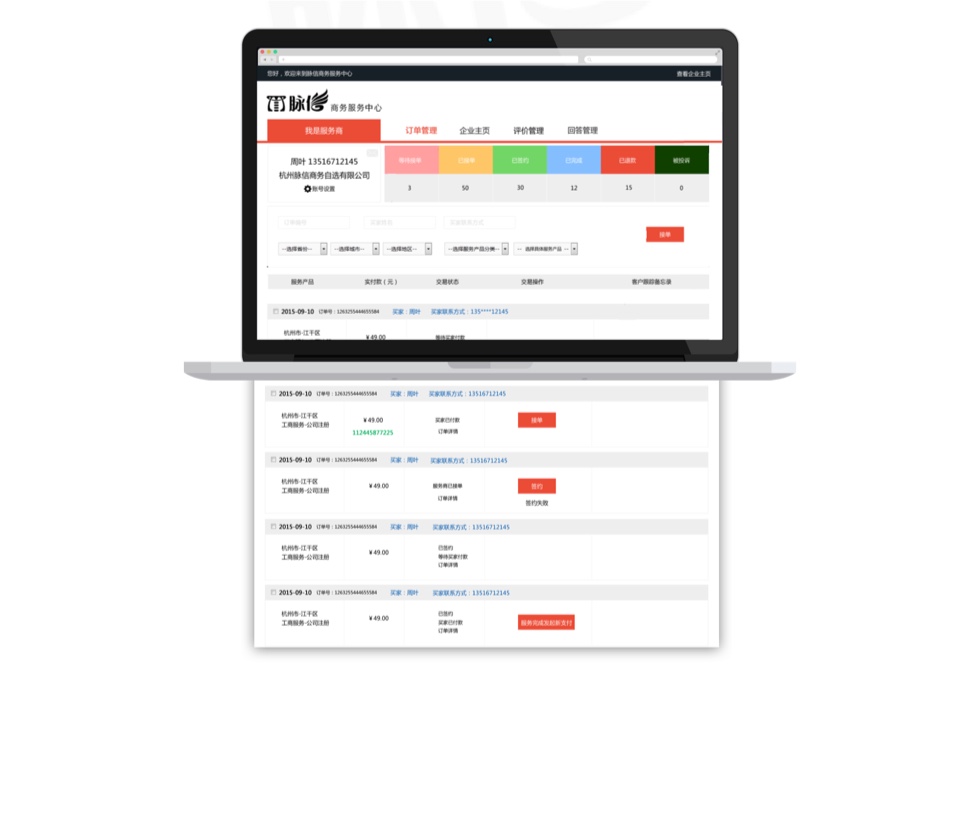 您好，欢迎来到脉信商务服务中心
查看企业主页
脉信 商务服务中心
我是服务商 订单管理 企业主页 评价管理 回答管理
周叶 13516712145
杭州脉信商务自选有限公司
账号设置
等待接单 已接单 已签约 已完成 已退款 被投诉
3 50 30 12 15 0
订单编号 买家联系方式
接单
--选择省份-- --选择城市-- --选择地区-- --选择服务产品分类-- -- 选择具体服务产品 --
服务产品 实付款（元） 交易状态 交易操作 客户跟踪备忘录
2015-09-10 订单号：1263255444655584 买家：周叶 买家联系方式：135****12145
杭州市-江干区
￥49.00 等待买家付款
2015-09-10 订单号：1263255444655584 买家：周叶 买家联系方式：13516712145
杭州市-江干区
工商服务-公司注册
￥49.00
112445877225
买家已付款
订单详情
接单
2015-09-10 订单号：1263255444655584 买家：周叶 买家联系方式：13516712145
杭州市-江干区
工商服务-公司注册
￥49.00
服务商已接单
订单详情
签约
签约失败
2015-09-10 订单号：1263255444655584 买家：周叶 买家联系方式：13516712145
杭州市-江干区
工商服务-公司注册
￥49.00
已签约
等待买家付款
订单详情
2015-09-10 订单号：1263255444655584 买家：周叶 买家联系方式：13516712145
杭州市-江干区
工商服务-公司注册
￥49.00
已签约
买家已付款
订单详情
服务完成发起新支付